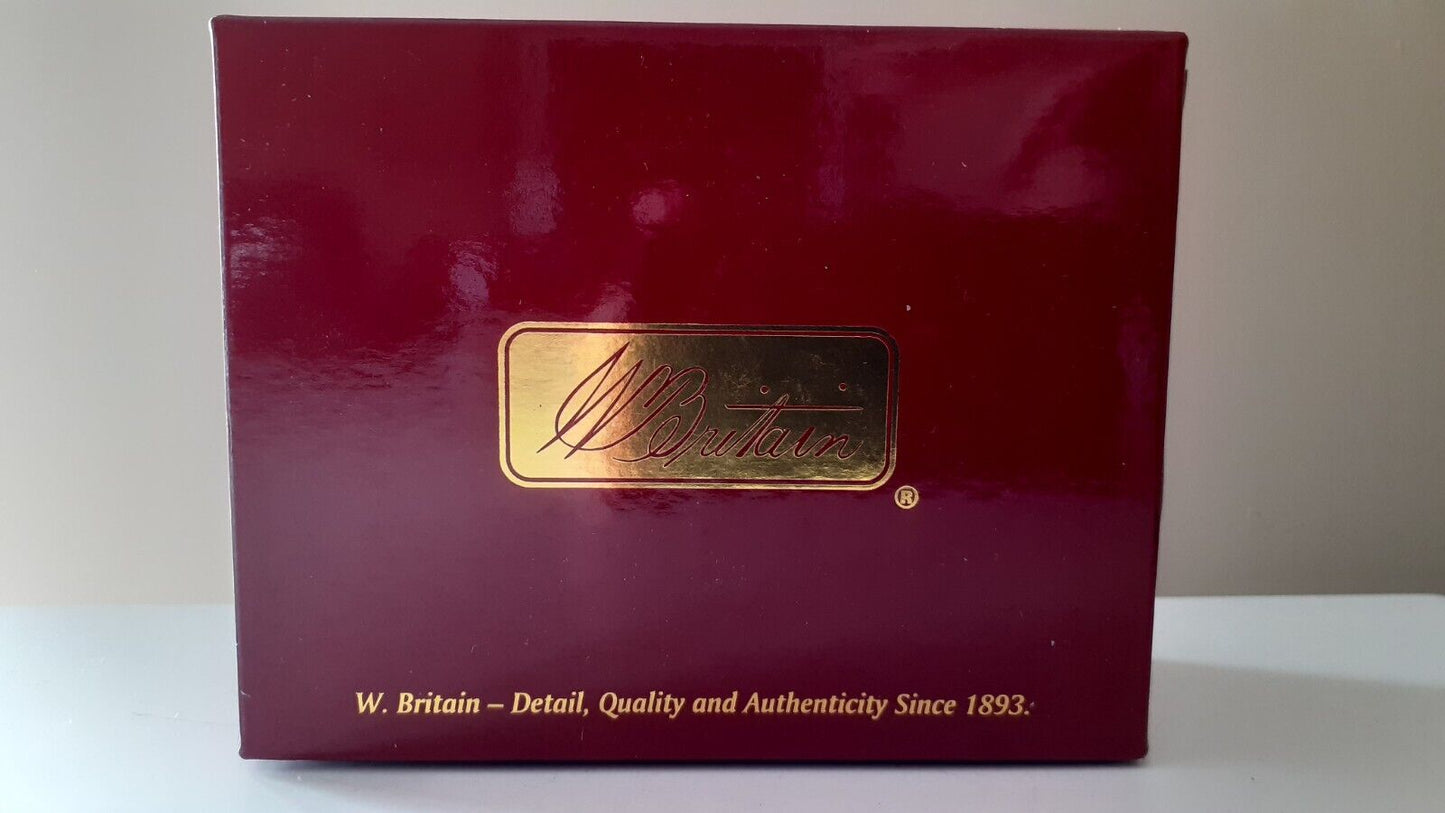 W Britain
®
W. Britain – Detail, Quality and Authenticity Since 1893.